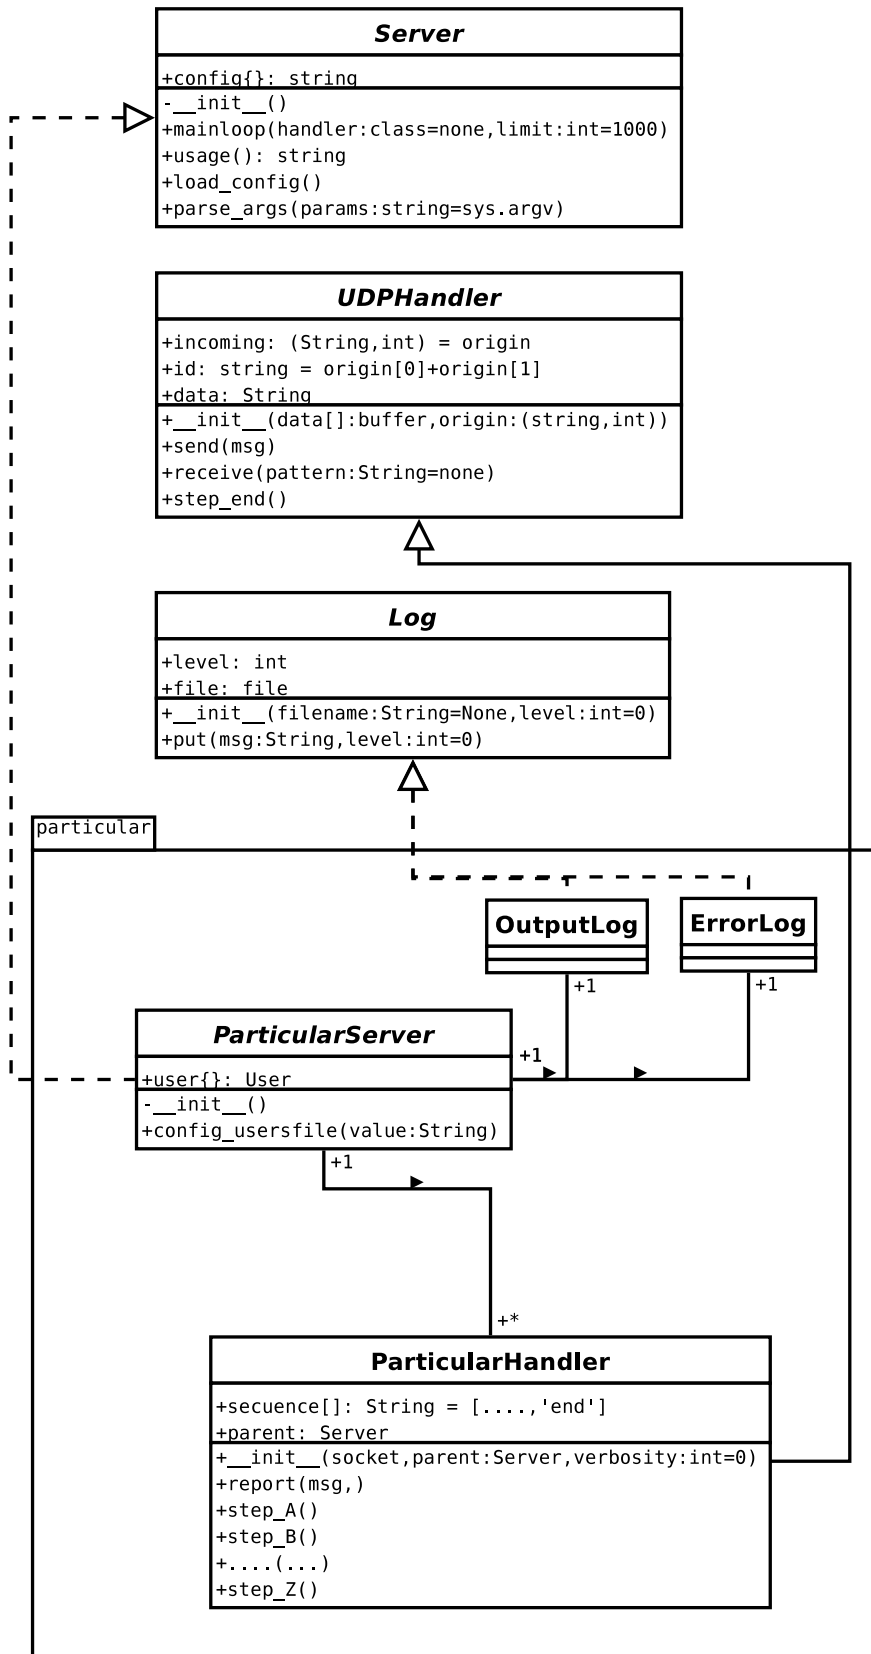 Server
+config{}: string
-__init__()
+mainloop(handler:class=none,limit:int=1000)
+usage(): string
+load_config()
+parse_args(params:string=sys.argv)
UDPHandler
+incoming: (String,int) = origin
+id: string = origin[0]+origin[1]
+data: String
+__init__(data[]:buffer,origin:(string,int))
+send(msg)
+receive(pattern:String=none)
+step_end()
Log
+level: int
+file: file
+__init__(filename:String=None,level:int=0)
+put(msg:String,level:int=0)
particular
OutputLog
ErrorLog
+1
+1
ParticularServer
+user{}: User
-__init__()
+config_usersfile(value:String)
+1
+1
+*
ParticularHandler
+secuence[]: String = [....,'end']
+parent: Server
+__init__(socket,parent:Server,verbosity:int=0)
+report(msg,)
+step_A()
+step_B()
+....(...)
+step_Z()